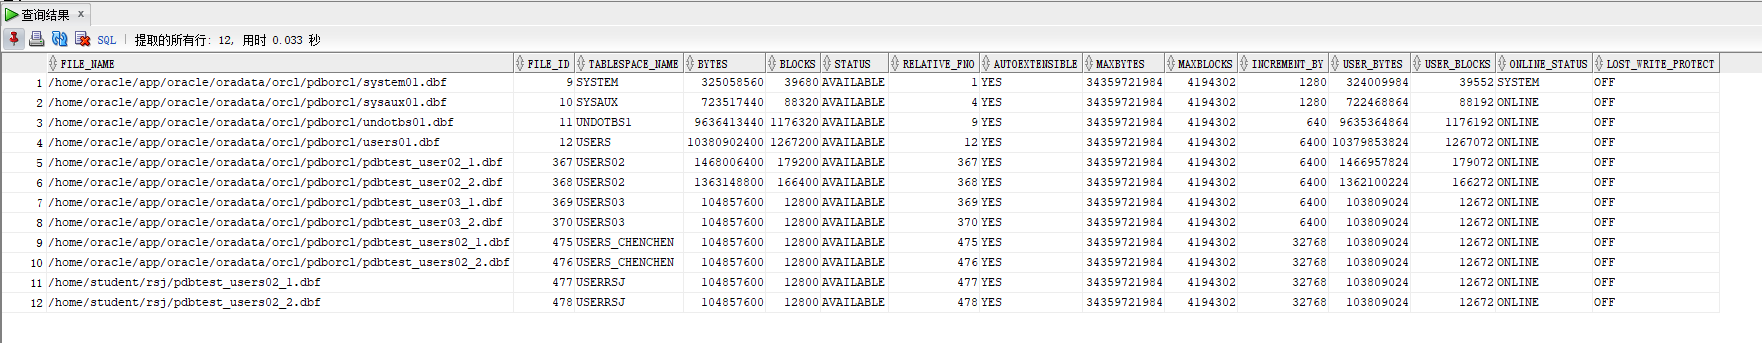 查询结果 x
SQL | 提取的所有行: 12, 用时 0.033 秒
FILE_NAME FILE_ID TABLESPACE_NAME BYTES BLOCKS STATUS RELATIVE_FNO AUTOEXTENSIBLE MAXBYTES MAXBLOCKS INCREMENT_BY USER_BYTES USER_BLOCKS ONLINE_STATUS LOST_WRITE_PROTECT
1 /home/oracle/app/oracle/oradata/orcl/pdborcl/system01.dbf 9 SYSTEM 325058560 39680 AVAILABLE 1 YES 34359721984 4194302 1280 324009984 39552 SYSTEM OFF
2 /home/oracle/app/oracle/oradata/orcl/pdborcl/sysaux01.dbf 10 SYSAUX 723517440 88320 AVAILABLE 4 YES 34359721984 4194302 1280 722468864 88192 ONLINE OFF
3 /home/oracle/app/oracle/oradata/orcl/pdborcl/undotbs01.dbf 11 UNDOTBS1 9636413440 1176320 AVAILABLE 9 YES 34359721984 4194302 640 9635364864 1176192 ONLINE OFF
4 /home/oracle/app/oracle/oradata/orcl/pdborcl/users01.dbf 12 USERS 10380902400 1267200 AVAILABLE 12 YES 34359721984 4194302 6400 10379853824 1267072 ONLINE OFF
5 /home/oracle/app/oracle/oradata/orcl/pdborcl/pdbtest_user02_1.dbf 367 USERS02 1468006400 179200 AVAILABLE 367 YES 34359721984 4194302 6400 1466957824 179072 ONLINE OFF
6 /home/oracle/app/oracle/oradata/orcl/pdborcl/pdbtest_user02_2.dbf 368 USERS02 1363148800 166400 AVAILABLE 368 YES 34359721984 4194302 6400 1362100224 166272 ONLINE OFF
7 /home/oracle/app/oracle/oradata/orcl/pdborcl/pdbtest_user03_1.dbf 369 USERS03 104857600 12800 AVAILABLE 369 YES 34359721984 4194302 6400 103809024 12672 ONLINE OFF
8 /home/oracle/app/oracle/oradata/orcl/pdborcl/pdbtest_user03_2.dbf 370 USERS03 104857600 12800 AVAILABLE 370 YES 34359721984 4194302 6400 103809024 12672 ONLINE OFF
9 /home/oracle/app/oracle/oradata/orcl/pdborcl/pdbtest_users02_1.dbf 475 USERS_CHENCHEN 104857600 12800 AVAILABLE 475 YES 34359721984 4194302 32768 103809024 12672 ONLINE OFF
10 /home/oracle/app/oracle/oradata/orcl/pdborcl/pdbtest_users02_2.dbf 476 USERS_CHENCHEN 104857600 12800 AVAILABLE 476 YES 34359721984 4194302 32768 103809024 12672 ONLINE OFF
11 /home/student/rsj/pdbtest_users02_1.dbf 477 USERRSJ 104857600 12800 AVAILABLE 477 YES 34359721984 4194302 32768 103809024 12672 ONLINE OFF
12 /home/student/rsj/pdbtest_users02_2.dbf 478 USERRSJ 104857600 12800 AVAILABLE 478 YES 34359721984 4194302 32768 103809024 12672 ONLINE OFF